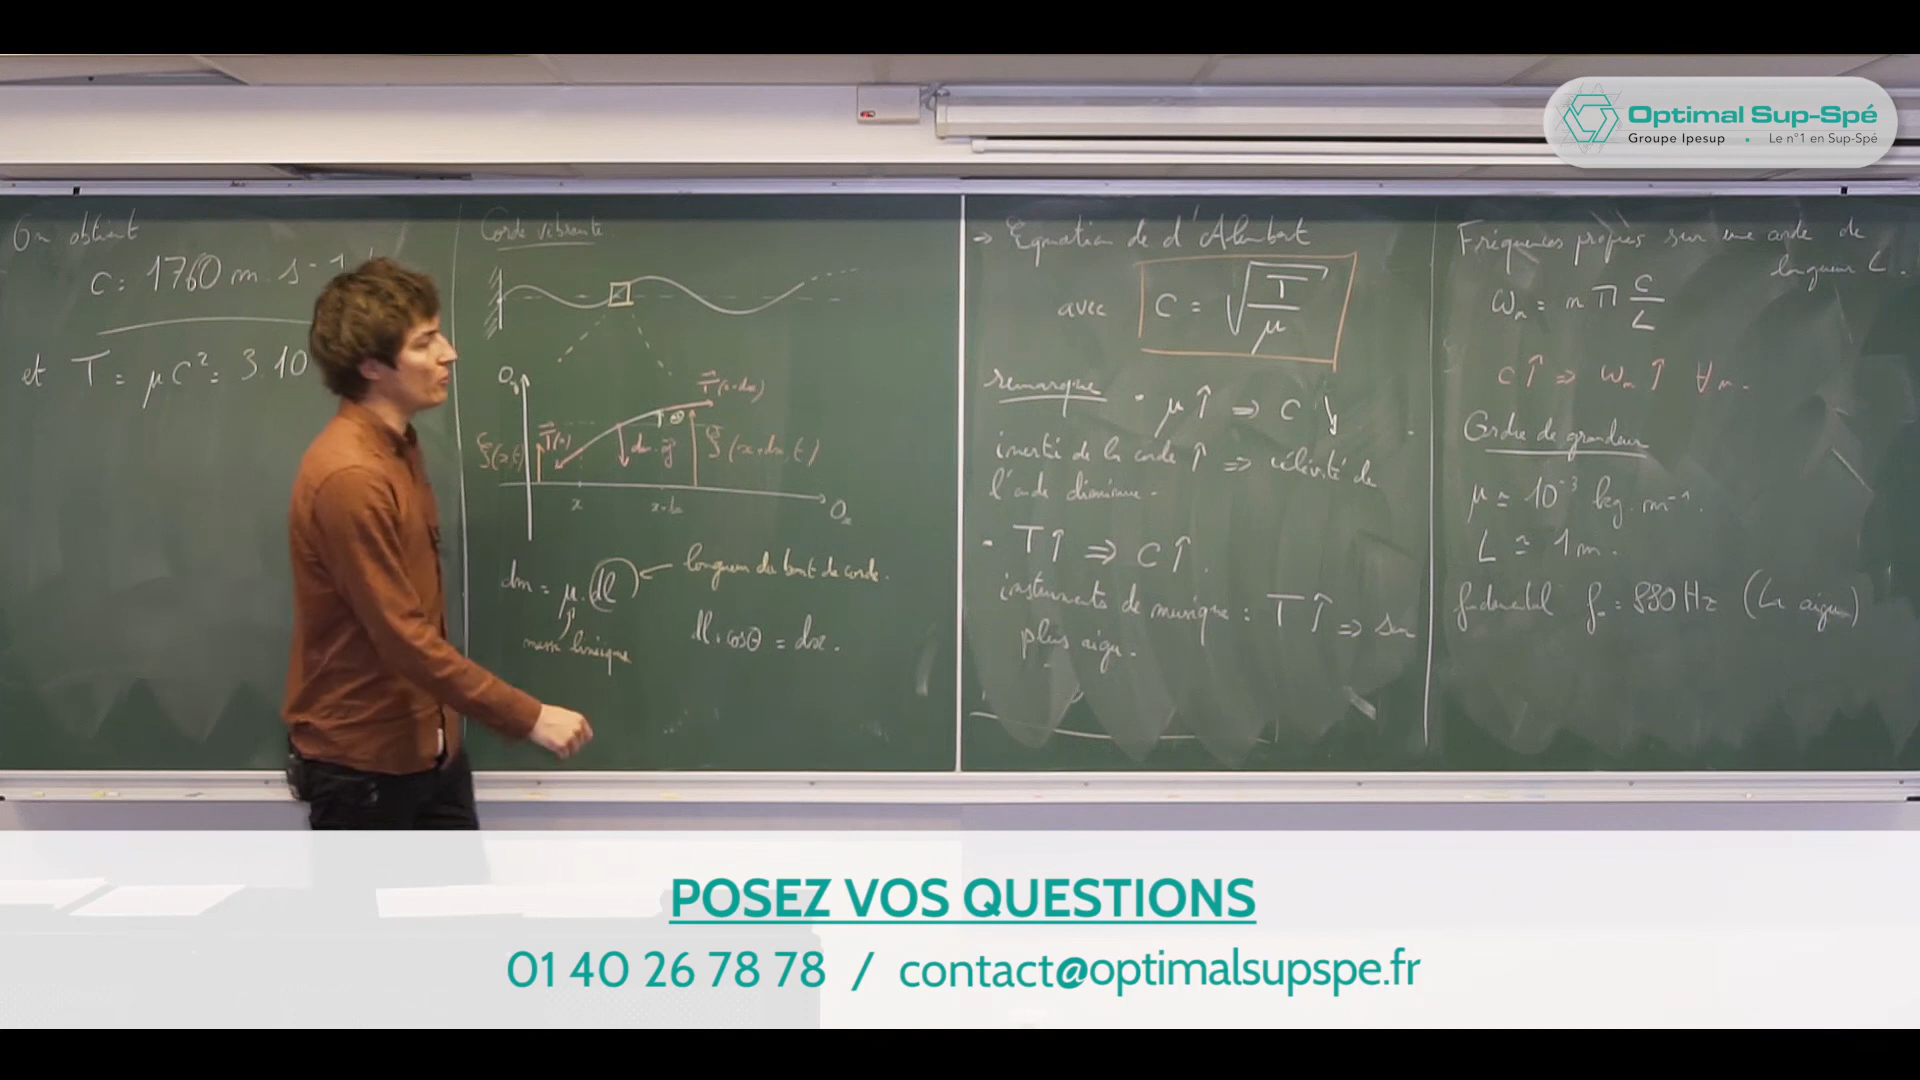 Optimal Sup-Spé
Groupe Ipesup • Le n°1 en Sup-Spé
On obtient
c = 1760 m.s-1
et T = μc² = 3.10
Corde vibrante
Oy
T(x+dx)
θ
ξ(x,t)
T(x)
dm.g
ξ(x+dx,t)
x
x+dx
Ox
dm = μ.dl ← longueur du bout de corde.
masse linéique
dl.cosθ = dx.
→ Equation de d'Alembert
avec c = √T/μ
remarque • μ↑ ⇒ c ↘
inertie de la corde ↑ ⇒ célérité de
l'onde diminue.
• T↑ ⇒ c↑.
instruments de musique : T↑ ⇒ son
plus aigu.
Fréquences propres sur une corde de
longueur L.
ωn = nπ c/L
c↑ ⇒ ωn↑ ∀n.
Ordre de grandeur
μ ≃ 10⁻³ kg.m⁻¹.
L ≃ 1m.
fondamental f = 880 Hz (La aigu)
POSEZ VOS QUESTIONS
01 40 26 78 78 / contact@optimalsupspe.fr